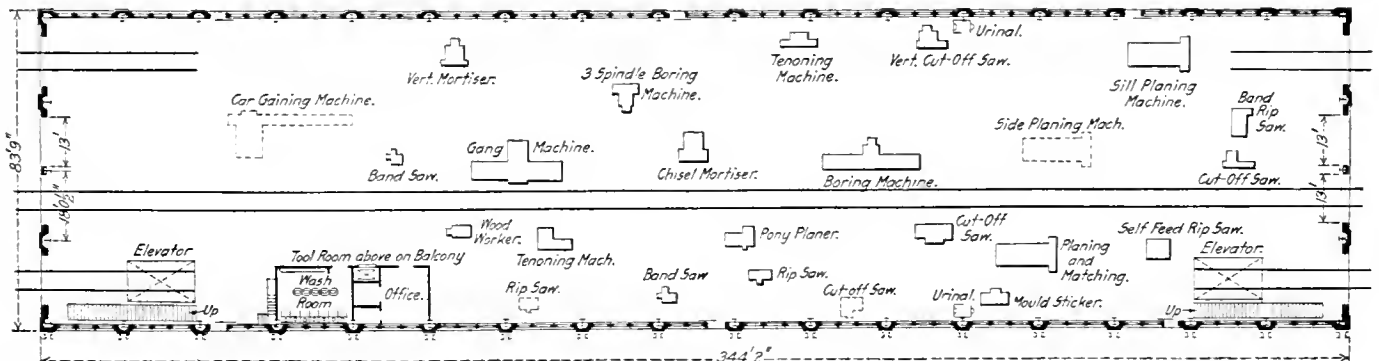 Urinal.
Vert. Mortiser.
Tenoning
Machine.
Vert. Cut-Off Saw.
3 Spindle Boring
Machine.
Sill Planing
Machine.
Car Gaining Machine.
Band
Rip
Saw.
Side Planing Mach.
83'9"
13'
13'
Gang Machine.
Band Saw.
Chisel Mortiser.
Boring Machine.
Cut-Off Saw.
18'0½"
13'
Wood
Worker.
Tenoning Mach.
Pony Planer.
Cut-Off
Saw.
Self Feed Rip Saw.
Elevator
Tool Room above on Balcony
Planing
and
Matching.
Elevator.
Wash
Room
Office.
Band Saw
Rip Saw.
Rip Saw.
Cut-off Saw.
Urinal.
Mould Sticker.
Up
Up
344'2"